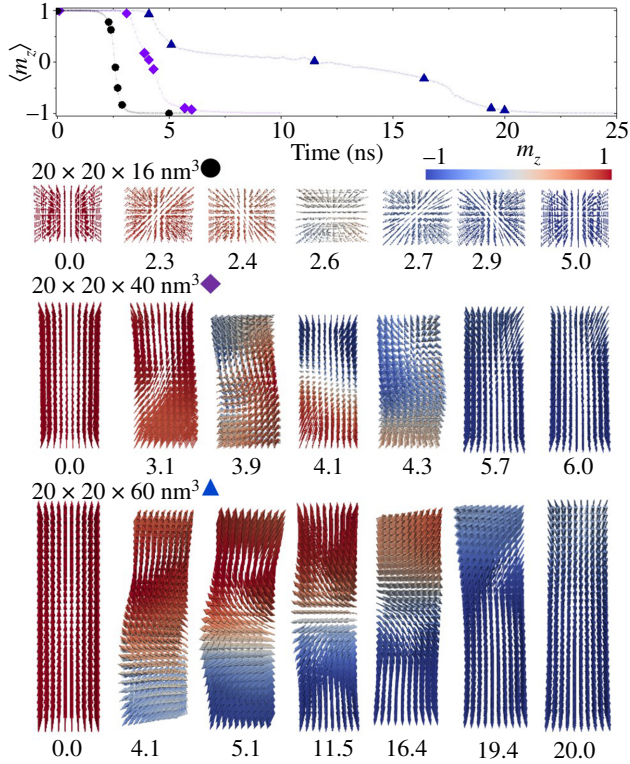 1
⟨m_z⟩
0
−1
0
5
10
15
20
25
Time (ns)
20 × 20 × 16 nm³
−1 m_z 1
0.0 2.3 2.4 2.6 2.7 2.9 5.0
20 × 20 × 40 nm³
0.0 3.1 3.9 4.1 4.3 5.7 6.0
20 × 20 × 60 nm³
0.0 4.1 5.1 11.5 16.4 19.4 20.0